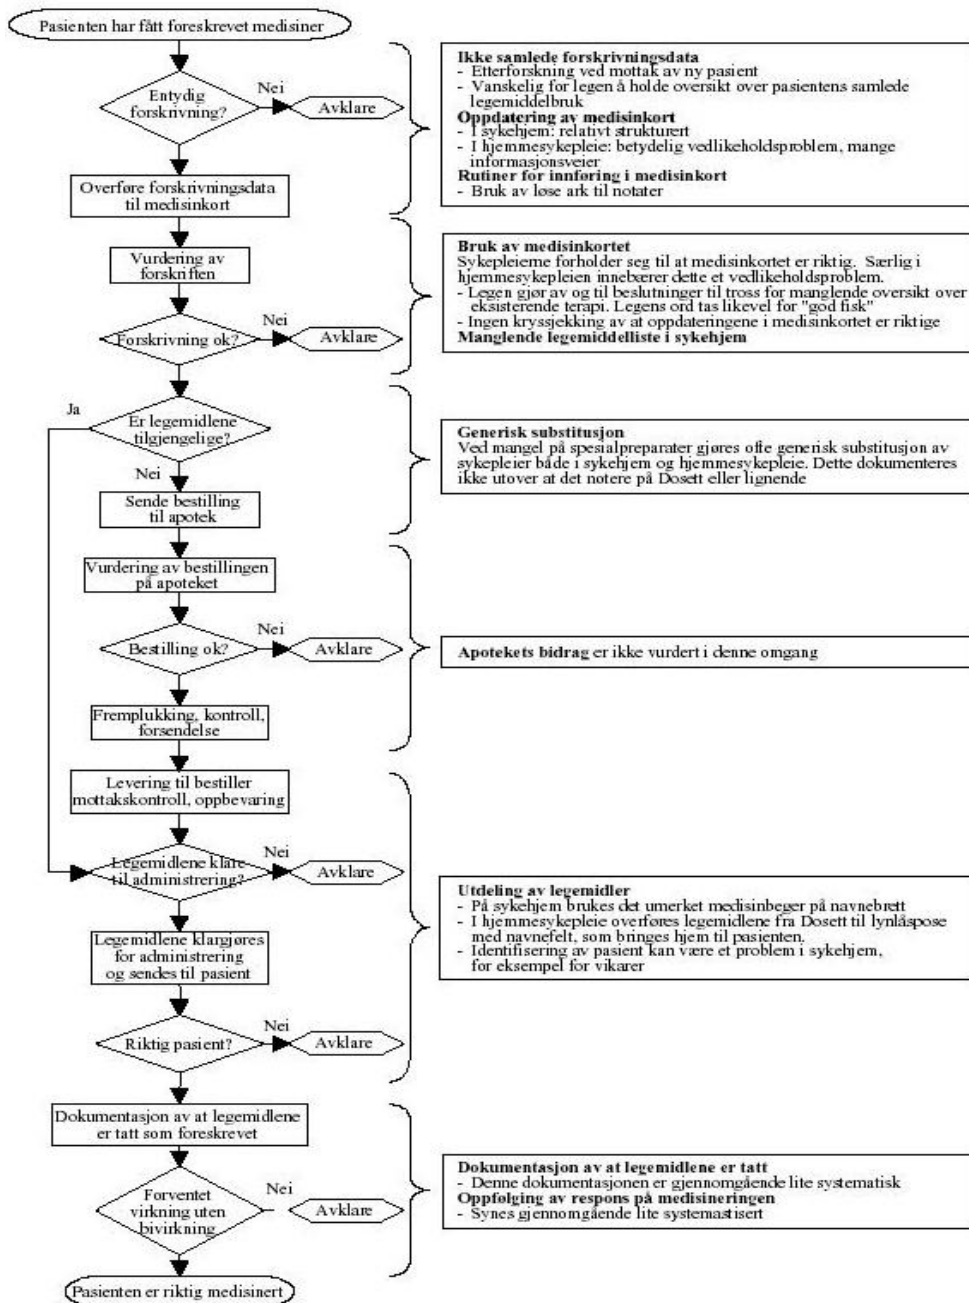 Pasienten har fått foreskrevet medisiner
Entydig
forskrivning?
Nei
Avklare
Overføre forskrivningsdata
til medisinkort
Ikke samlede forskrivningsdata
- Etterforskning ved mottak av ny pasient
- Vanskelig for legen å holde oversikt over pasientens samlede
legemiddelbruk
Oppdatering av medisinkort
- I sykehjem: relativt strukturert
- I hjemmesykepleie: betydelig vedlikeholdsproblem, mange
informasjonsveier
Rutiner for innføring i medisinkort
- Bruk av løse ark til notater
Vurdering av
forskriften
Forskrivning ok?
Nei
Avklare
Bruk av medisinkortet
Sykepleierne forholder seg til at medisinkortet er riktig. Særlig i
hjemmesykepleien innebærer dette et vedlikeholdsproblem.
- Legen gjør av og til beslutninger til tross for manglende oversikt over
eksisterende terapi. Legens ord tas likevel for "god fisk"
- Ingen kryssjekking av at oppdateringene i medisinkortet er riktige
Manglende legemiddelliste i sykehjem
Ja
Er legemidlene
tilgjengelige?
Nei
Sende bestilling
til apotek
Generisk substitusjon
Ved mangel på spesialpreparater gjøres ofte generisk substitusjon av
sykepleier både i sykehjem og hjemmesykepleie. Dette dokumenteres
ikke utover at det notere på Dosett eller lignende
Vurdering av bestillingen
på apoteket
Bestilling ok?
Nei
Avklare
Fremplukking, kontroll,
forsendelse
Apotekets bidrag er ikke vurdert i denne omgang
Levering til bestiller
mottakskontroll, oppbevaring
Legemidlene klare
til administrering?
Nei
Avklare
Legemidlene klargjøres
for administrering
og sendes til pasient
Riktig pasient?
Nei
Avklare
Utdeling av legemidler
- På sykehjem brukes det umerket medisinbeger på navnebrett
- I hjemmesykepleie overføres legemidlene fra Dosett til lynlåspose
med navnefelt, som bringes hjem til pasienten.
- Identifisering av pasient kan være et problem i sykehjem,
for eksempel for vikarer
Dokumentasjon av at legemidlene
er tatt som foreskrevet
Forventet
virkning uten
bivirkning
Nei
Avklare
Dokumentasjon av at legemidlene er tatt
- Denne dokumentasjonen er gjennomgående lite systematisk
Oppfølging av respons på medisineringen
- Synes gjennomgående lite systemastisert
Pasienten er riktig medisinert